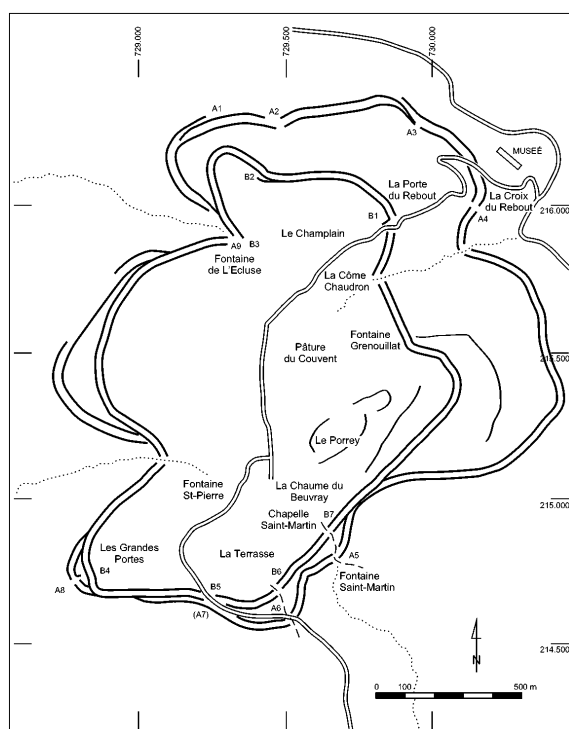 729.000
729.500
730.000
A1
A2
A3
MUSEÉ
B2
La Porte
du Rebout
La Croix
du Rebout
216.000
B1
A4
Le Champlain
A9
B3
Fontaine
de L'Ecluse
La Côme
Chaudron
Pâture
du Couvent
Fontaine
Grenouillat
215.500
Le Porrey
Fontaine
St-Pierre
La Chaume du
Beuvray
215.000
Chapelle
Saint-Martin
B7
Les Grandes
Portes
La Terrasse
A5
B4
B6
Fontaine
Saint-Martin
A8
B5
(A7)
A6
214.500
N
0
100
500 m